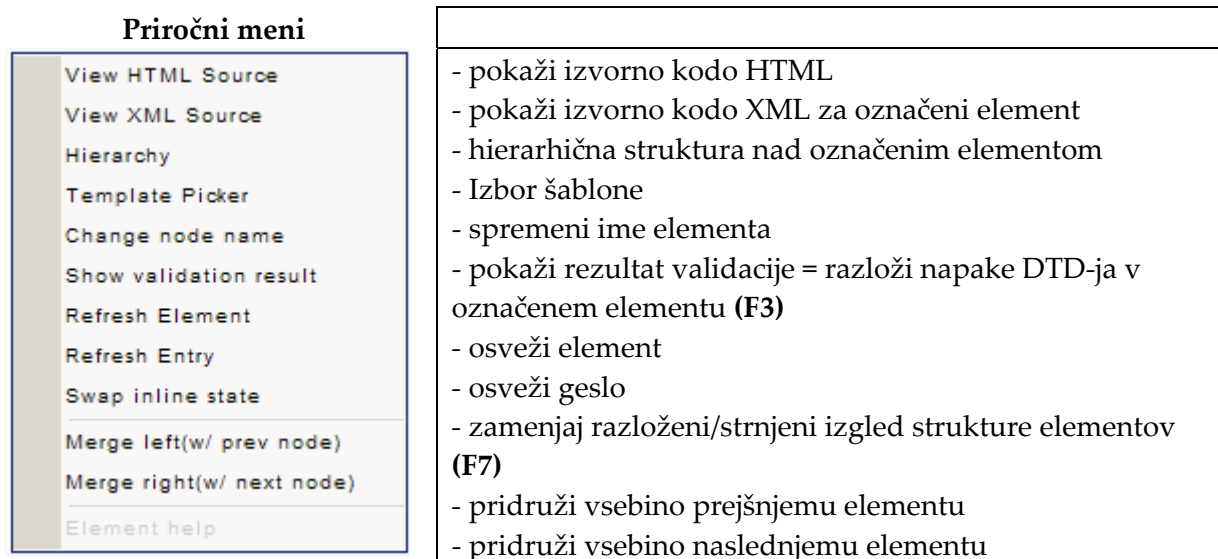 Priročni meni
View HTML Source
View XML Source
Hierarchy
Template Picker
Change node name
Show validation result
Refresh Element
Refresh Entry
Swap inline state
Merge left(w/ prev node)
Merge right(w/ next node)
Element help
- pokaži izvorno kodo HTML
- pokaži izvorno kodo XML za označeni element
- hierarhična struktura nad označenim elementom
- Izbor šablone
- spremeni ime elementa
- pokaži rezultat validacije = razloži napake DTD-ja v
označenem elementu (F3)
- osveži element
- osveži geslo
- zamenjaj razloženi/strnjeni izgled strukture elementov
(F7)
- pridruži vsebino prejšnjemu elementu
- pridruži vsebino naslednjemu elementu